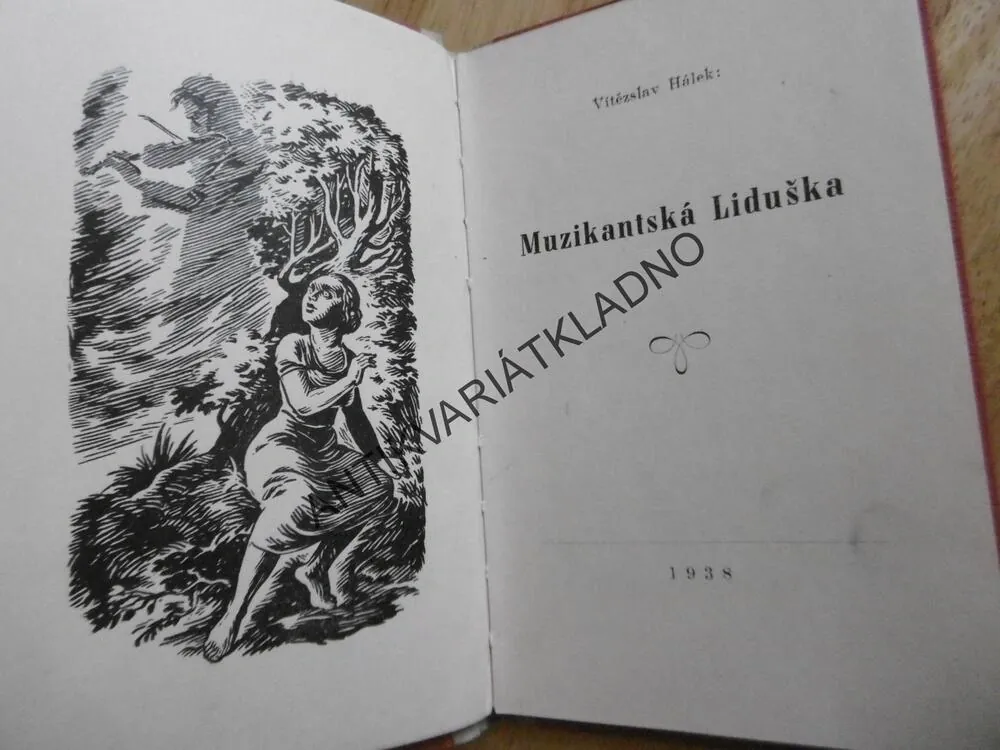 Vítězslav Hálek:
Muzikantská Liduška
ANTIKVARIÁTKLADNO
1938